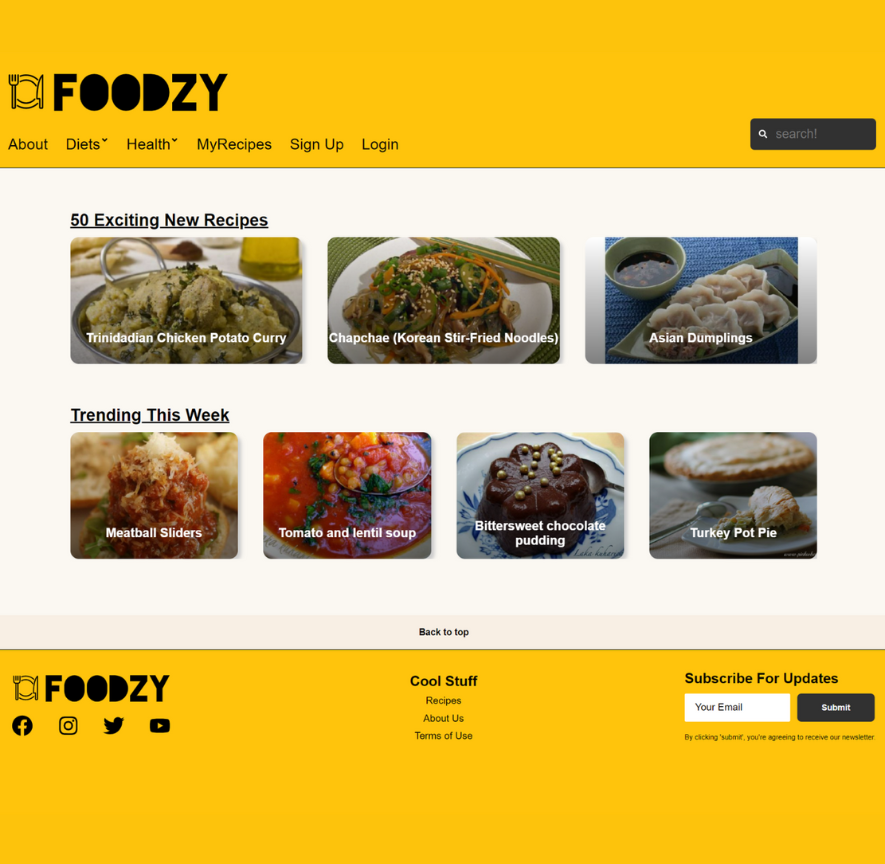 FOODZY
About Diets Health MyRecipes Sign Up Login
search!
50 Exciting New Recipes
Trinidadian Chicken Potato Curry
Chapchae (Korean Stir-Fried Noodles)
Asian Dumplings
Trending This Week
Meatball Sliders
Tomato and lentil soup
Bittersweet chocolate
pudding
Turkey Pot Pie
Back to top
FOODZY
Cool Stuff
Recipes
About Us
Terms of Use
Subscribe For Updates
Your Email
Submit
By clicking 'submit', you're agreeing to receive our newsletter